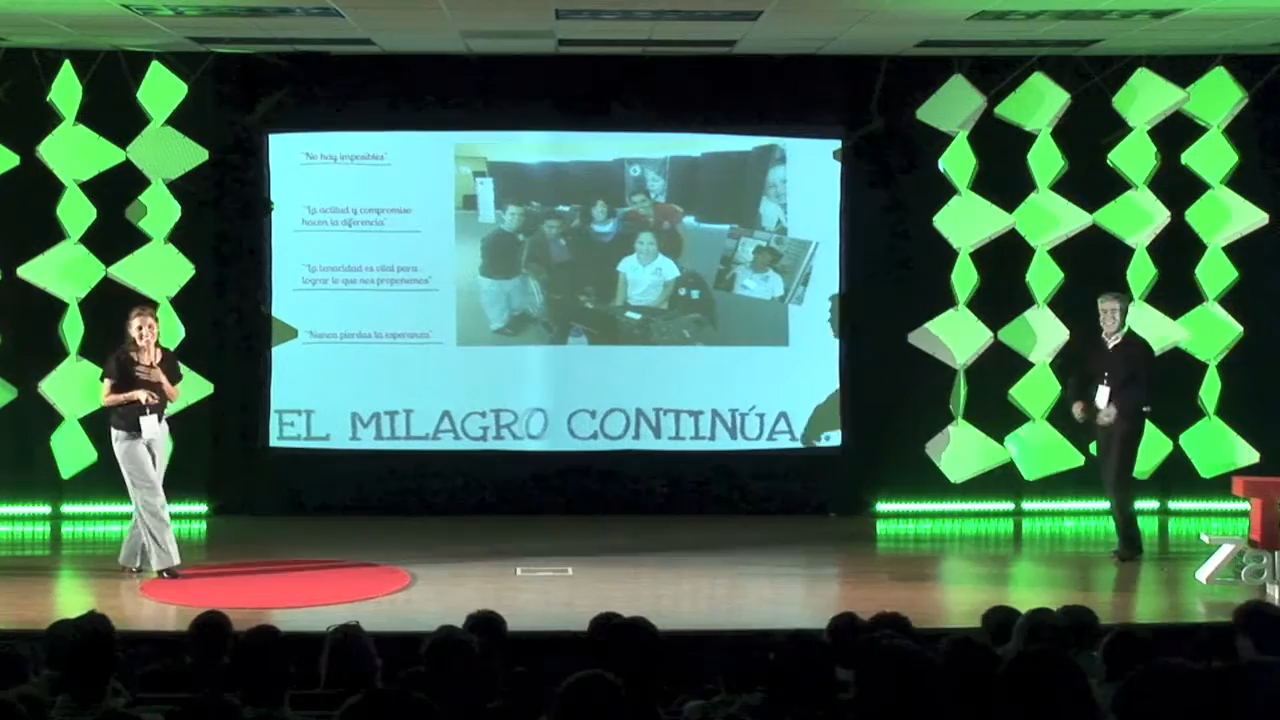 "No hay imposibles"
"La actitud y compromiso
hacen la diferencia"
"La tenacidad es vital para
lograr lo que nos proponemos"
"Nunca pierdas la esperanza"
EL MILAGRO CONTINÚA...
T
Za